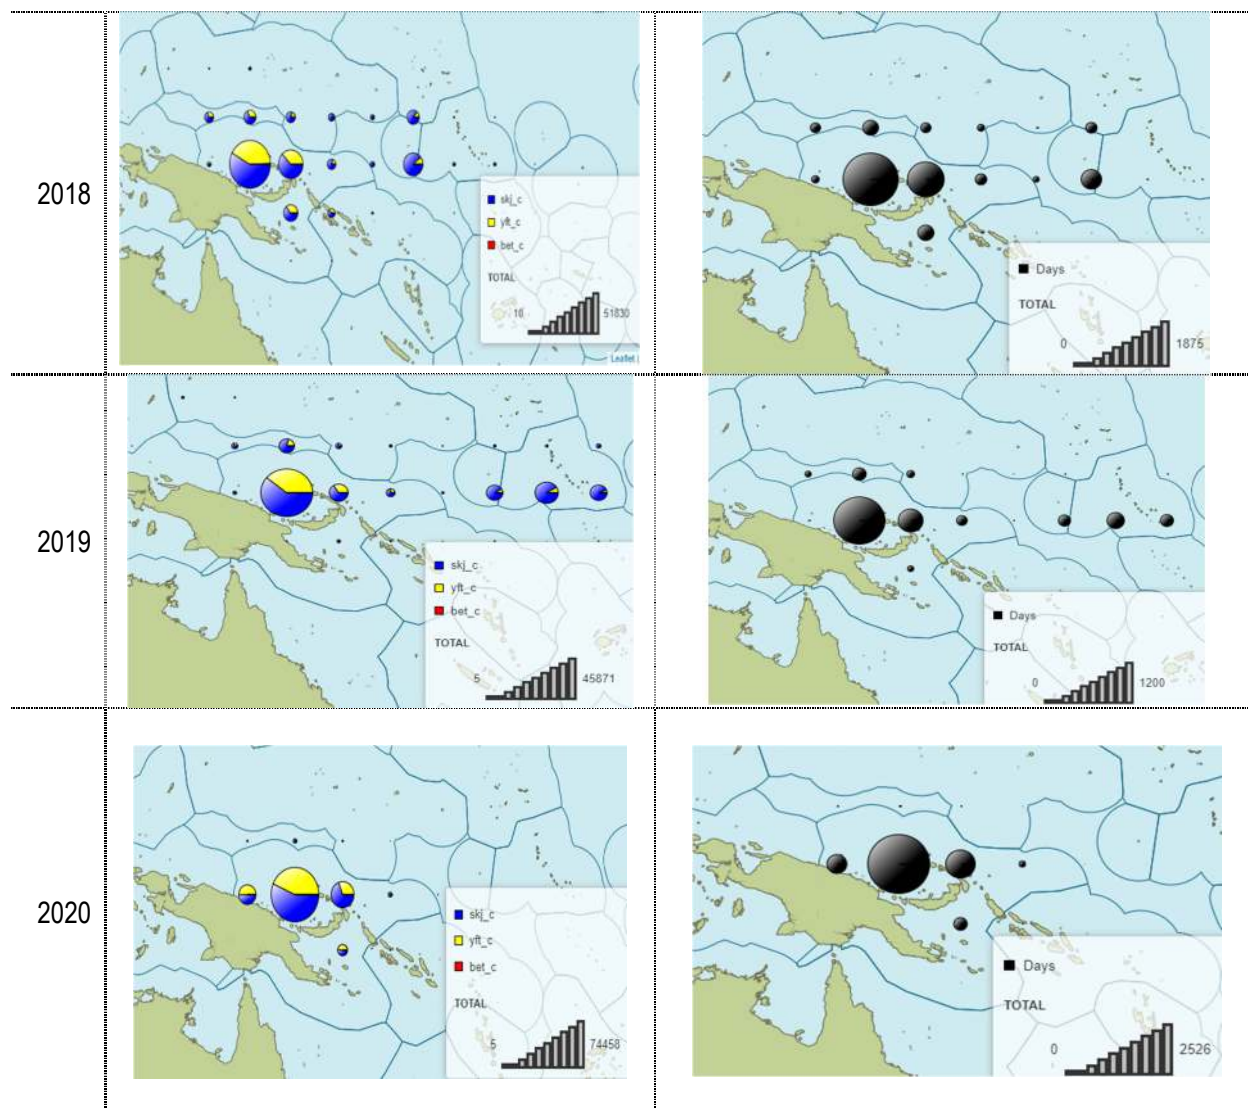 2018
skj_c
yft_c
bet_c
TOTAL
10
51830
Leaflet
Days
TOTAL
0
1875
2019
skj_c
yft_c
bet_c
TOTAL
5
45871
Days
TOTAL
0
1200
2020
skj_c
yft_c
bet_c
TOTAL
5
74458
Days
TOTAL
0
2526